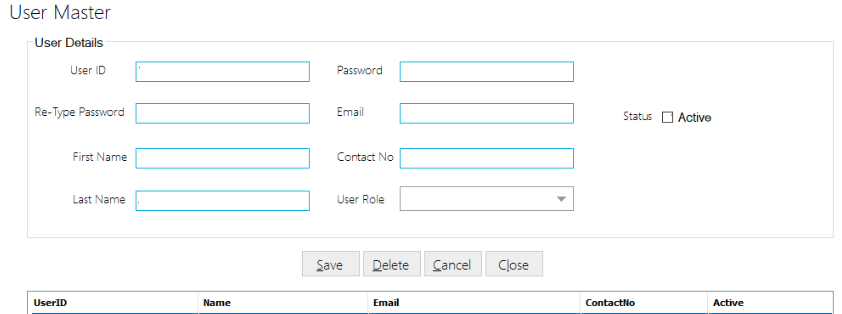 User Master
User Details
User ID Password
Re-Type Password Email Status Active
First Name Contact No
Last Name User Role
Save Delete Cancel Close
UserID Name Email ContactNo Active